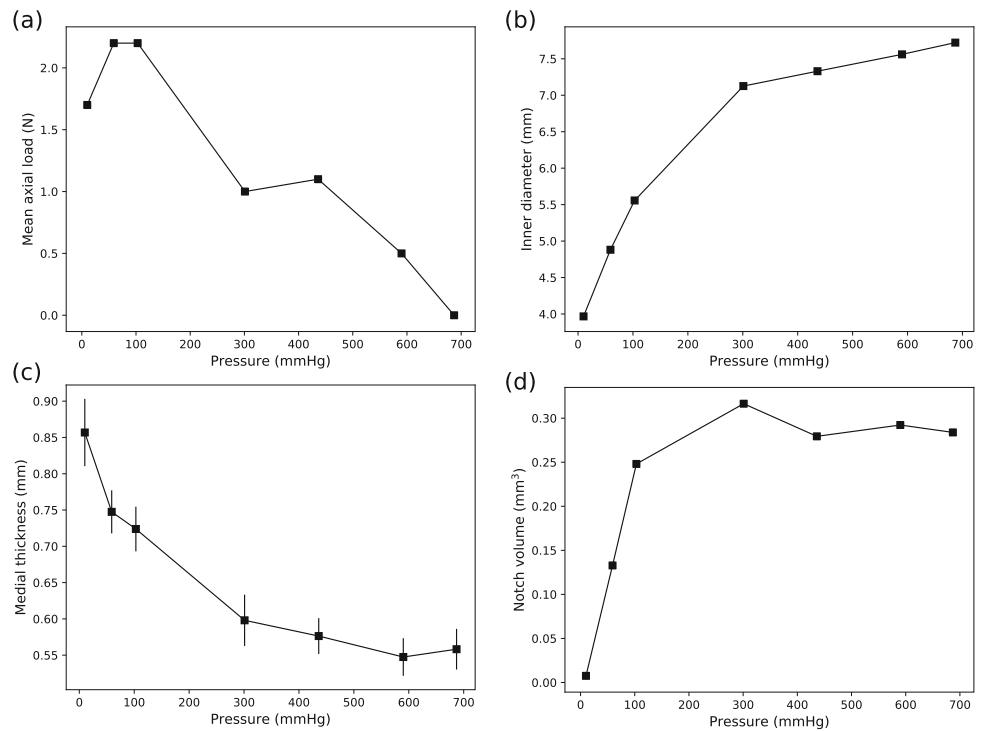 (a)
2.0
1.5
1.0
0.5
0.0
Mean axial load (N)
0 100 200 300 400 500 600 700
Pressure (mmHg)
(b)
7.5
7.0
6.5
6.0
5.5
5.0
4.5
4.0
Inner diameter (mm)
0 100 200 300 400 500 600 700
Pressure (mmHg)
(c)
0.90
0.85
0.80
0.75
0.70
0.65
0.60
0.55
Medial thickness (mm)
0 100 200 300 400 500 600 700
Pressure (mmHg)
(d)
0.30
0.25
0.20
0.15
0.10
0.05
0.00
Notch volume (mm³)
0 100 200 300 400 500 600 700
Pressure (mmHg)